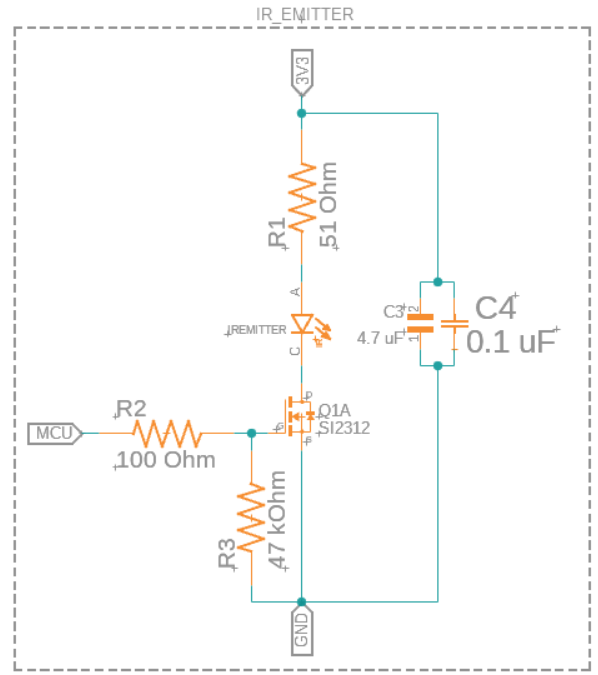 IR_EMITTER
3V3
R1
51 Ohm
A
IREMITTER
IR
C
C3
4.7 uF
2
1
C4
0.1 uF
D
G
S
Q1A
SI2312
MCU
R2
100 Ohm
R3
47 kOhm
GND